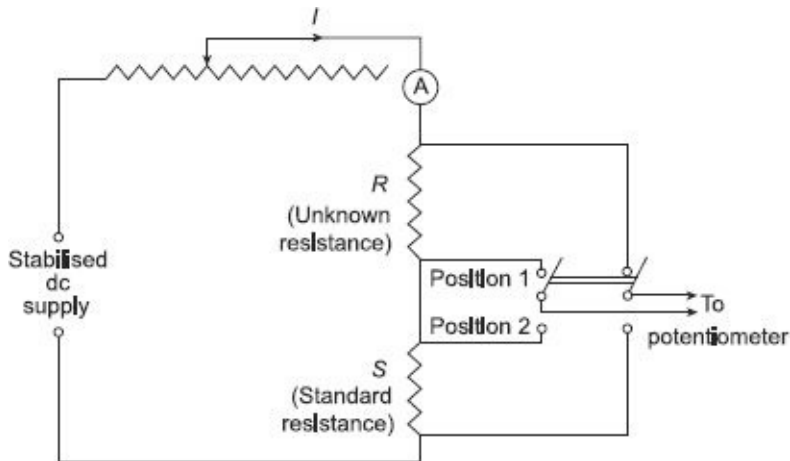 I
A
R
(Unknown
resistance)
Stabilised
dc
supply
Position 1
Position 2
To
potentiometer
S
(Standard
resistance)